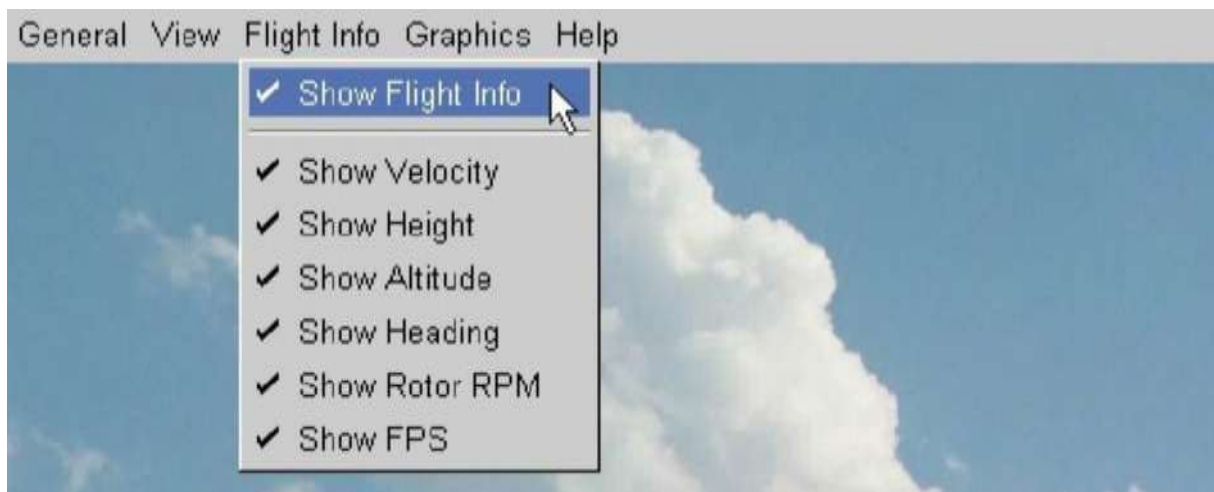 General View Flight Info Graphics Help
Show Flight Info
Show Velocity
Show Height
Show Altitude
Show Heading
Show Rotor RPM
Show FPS